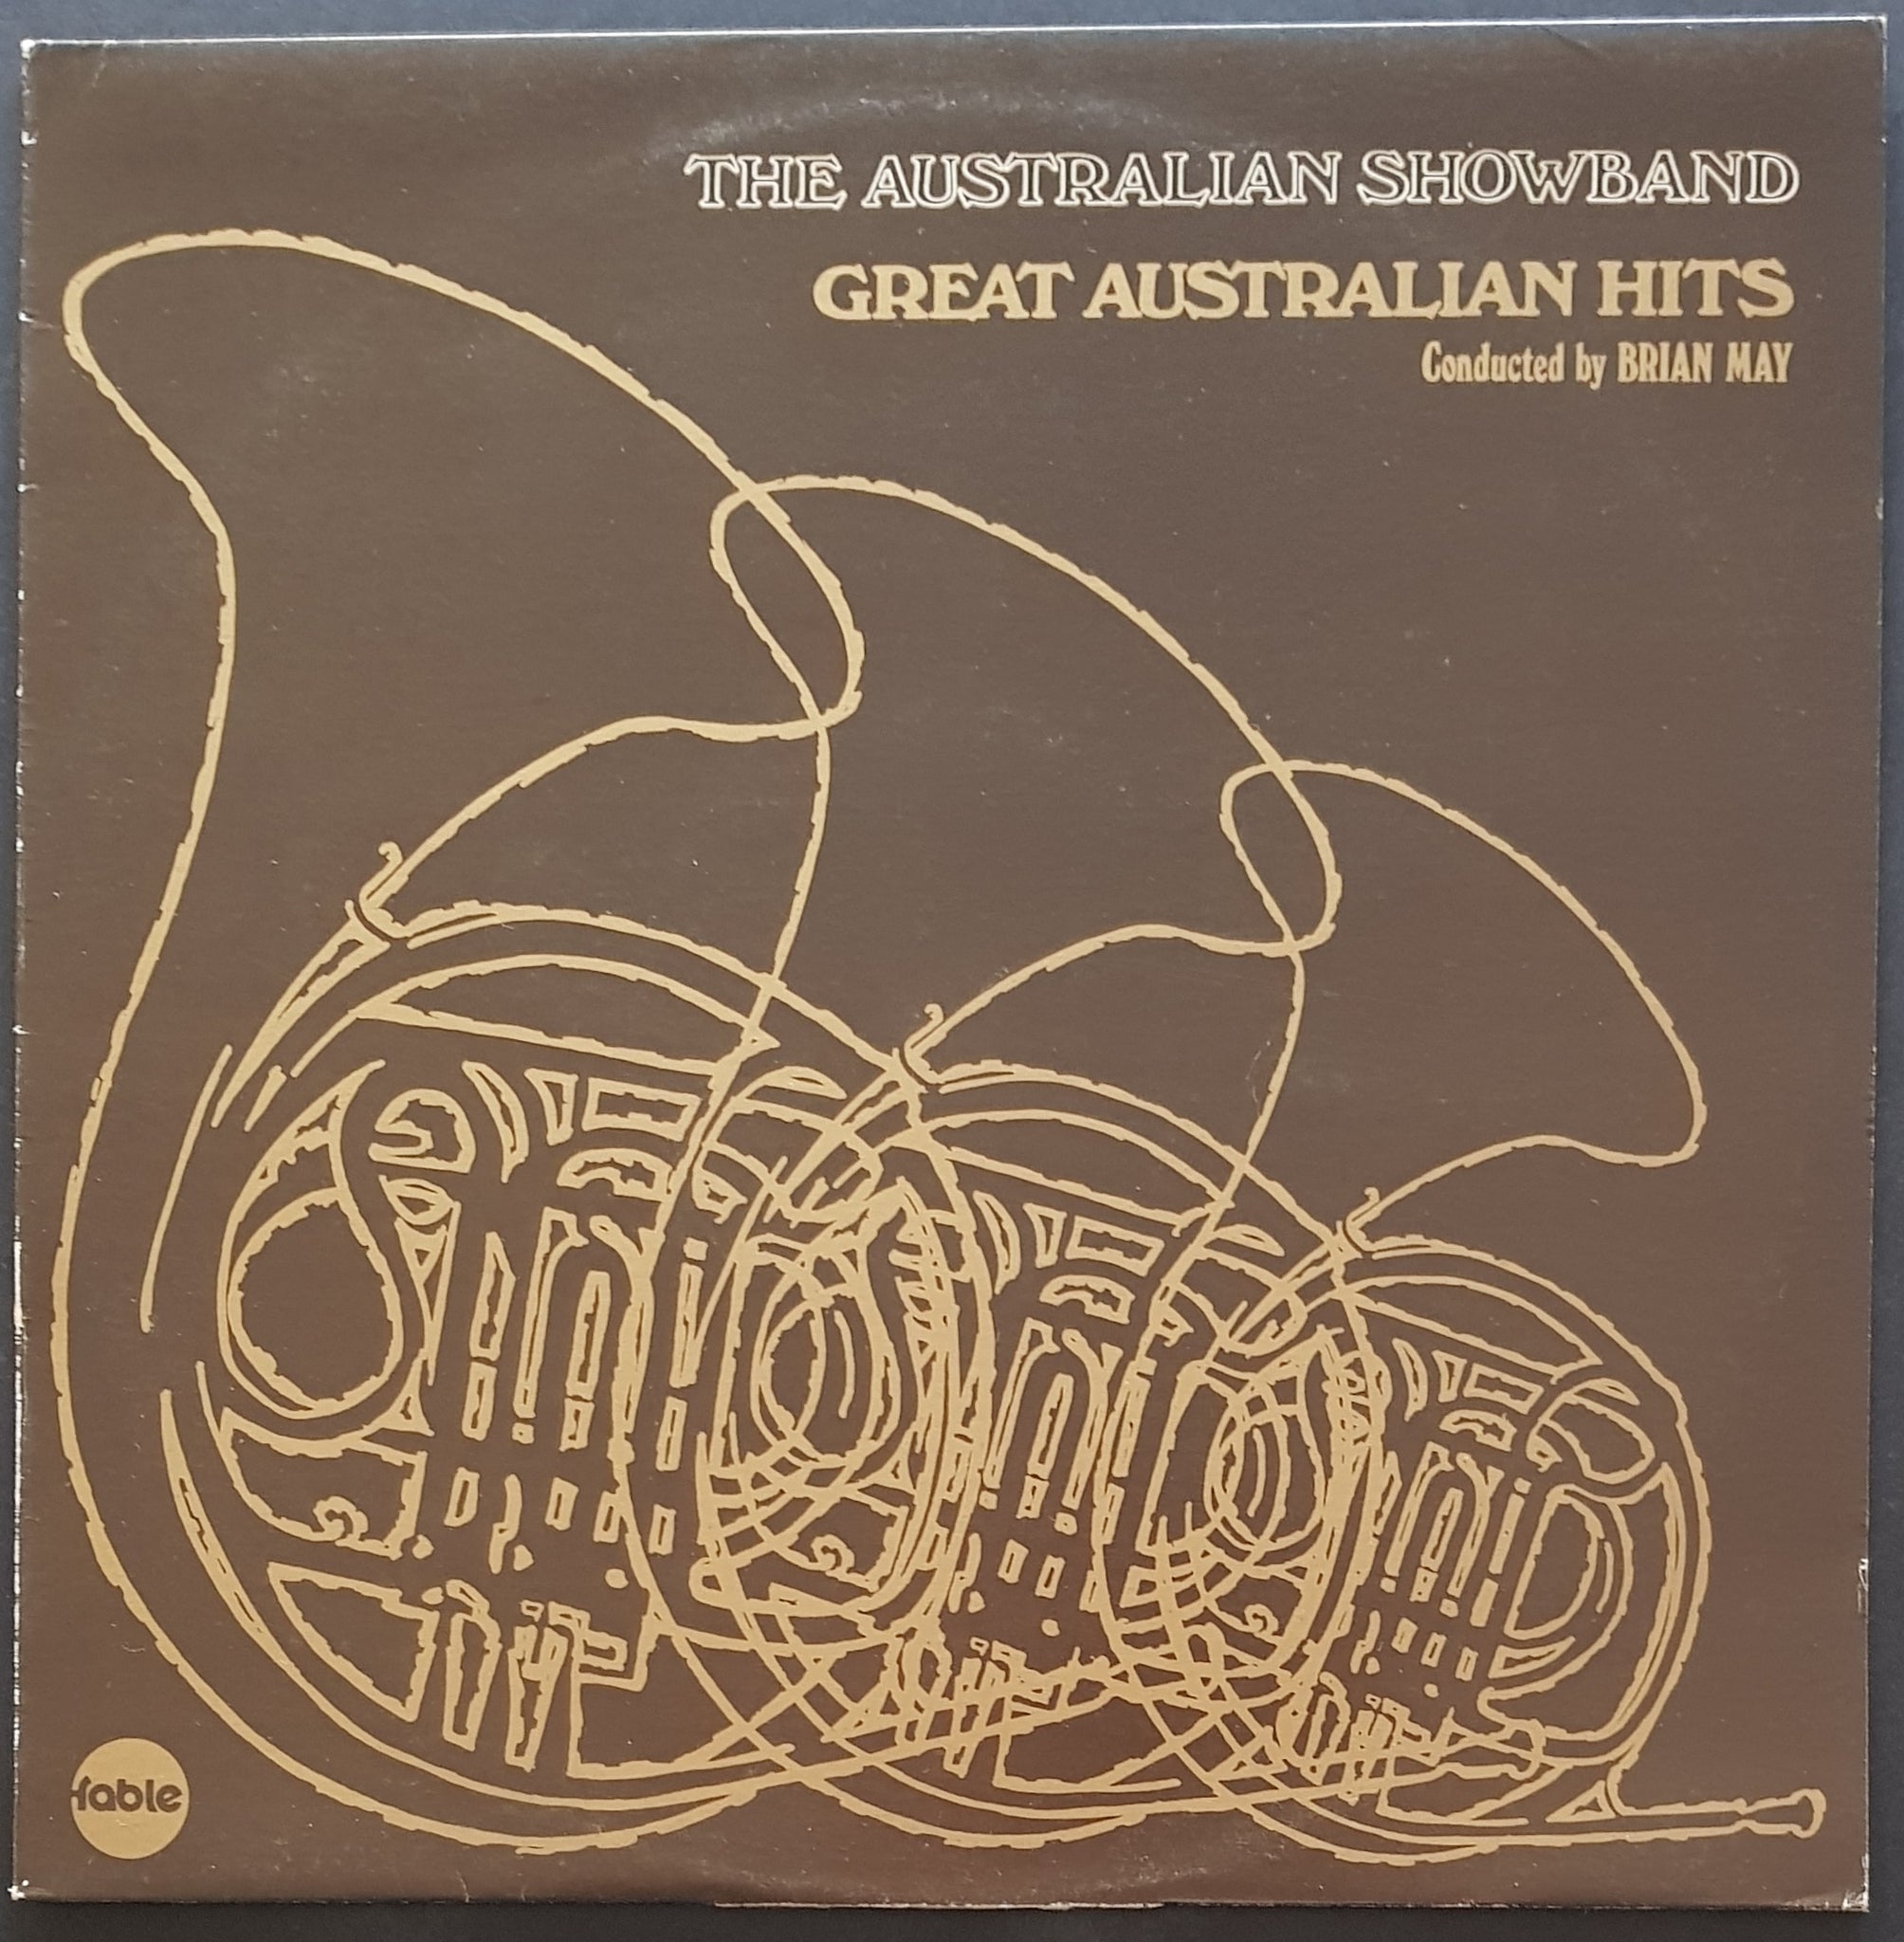 THE AUSTRALIAN SHOWBAND
GREAT AUSTRALIAN HITS
Conducted by BRIAN MAY
fable